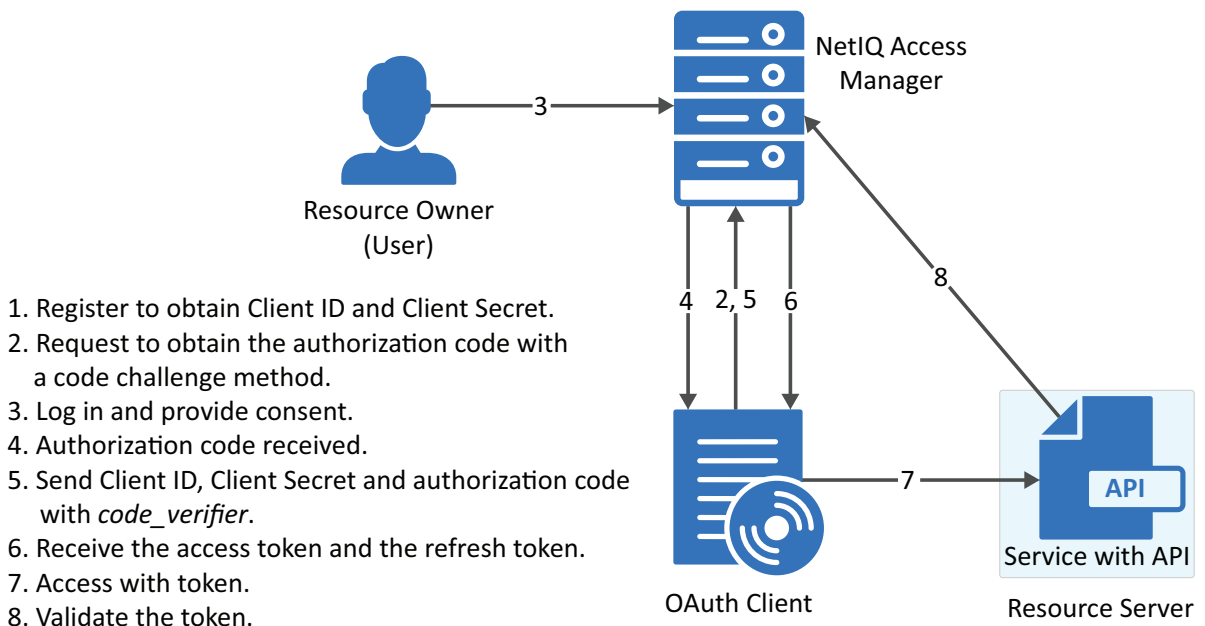 NetIQ Access
Manager
3
Resource Owner
(User)
8
4
2, 5
6
1. Register to obtain Client ID and Client Secret.
2. Request to obtain the authorization code with
a code challenge method.
3. Log in and provide consent.
4. Authorization code received.
5. Send Client ID, Client Secret and authorization code
with code_verifier.
6. Receive the access token and the refresh token.
7. Access with token.
8. Validate the token.
7
API
Service with API
OAuth Client
Resource Server